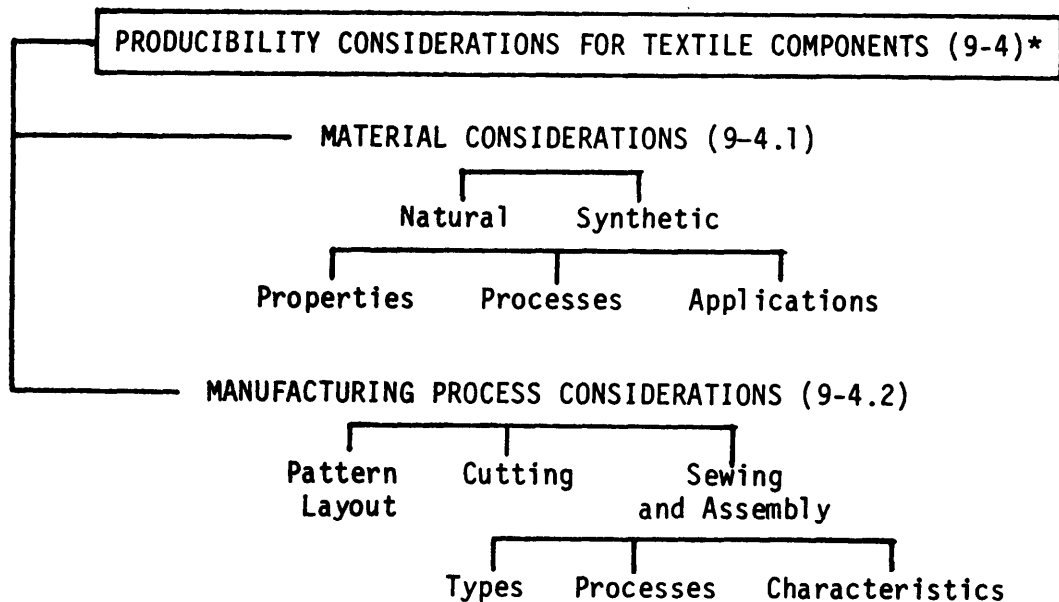 PRODUCIBILITY CONSIDERATIONS FOR TEXTILE COMPONENTS (9-4)*
MATERIAL CONSIDERATIONS (9-4.1)
Natural Synthetic
Properties Processes Applications
MANUFACTURING PROCESS CONSIDERATIONS (9-4.2)
Pattern Cutting Sewing
Layout and Assembly
Types Processes Characteristics